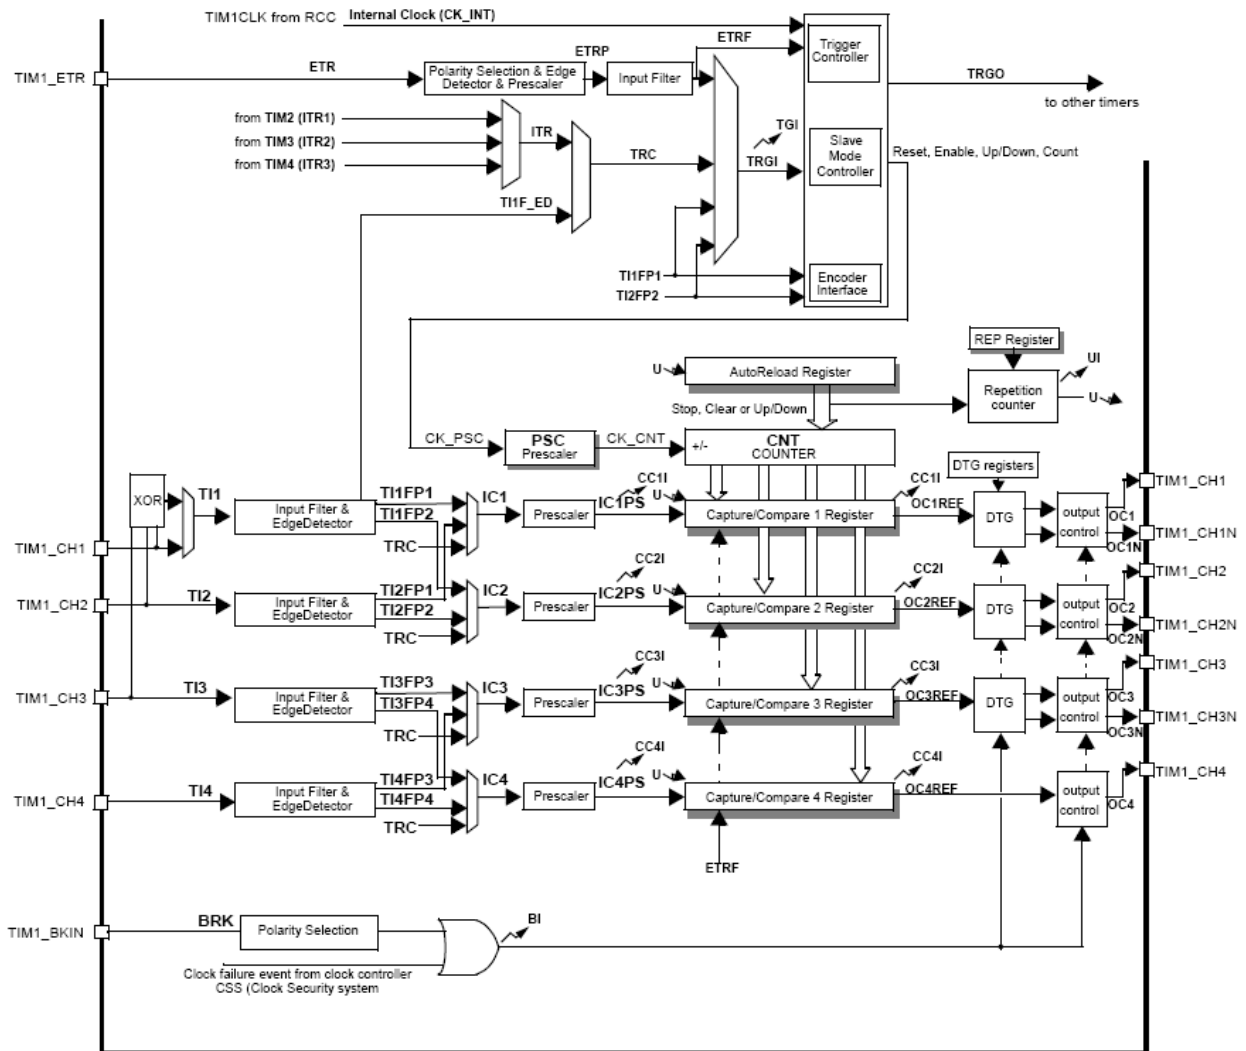 TIM1CLK from RCC
Internal Clock (CK_INT)
ETRF
Trigger
Controller
ETRP
TIM1_ETR
ETR
Polarity Selection & Edge
Detector & Prescaler
Input Filter
TRGO
to other timers
from TIM2 (ITR1)
from TIM3 (ITR2)
from TIM4 (ITR3)
ITR
TRC
TGI
TRGI
Slave
Mode
Controller
Reset, Enable, Up/Down, Count
TI1F_ED
TI1FP1
TI2FP2
Encoder
Interface
REP Register
U
AutoReload Register
UI
Repetition
counter
U
Stop, Clear or Up/Down
CK_PSC
PSC
Prescaler
CK_CNT
+/-
CNT
COUNTER
DTG registers
XOR
TI1
Input Filter &
EdgeDetector
TI1FP1
TI1FP2
TRC
IC1
Prescaler
IC1PS
CC1I
U
Capture/Compare 1 Register
CC1I
OC1REF
DTG
output
control
OC1
OC1N
TIM1_CH1
TIM1_CH1N
TIM1_CH1
TIM1_CH2
TI2
Input Filter &
EdgeDetector
TI2FP1
TI2FP2
TRC
IC2
Prescaler
IC2PS
CC2I
U
Capture/Compare 2 Register
CC2I
OC2REF
DTG
output
control
OC2
OC2N
TIM1_CH2
TIM1_CH2N
TIM1_CH3
TI3
Input Filter &
EdgeDetector
TI3FP3
TI3FP4
TRC
IC3
Prescaler
IC3PS
CC3I
U
Capture/Compare 3 Register
CC3I
OC3REF
DTG
output
control
OC3
OC3N
TIM1_CH3
TIM1_CH3N
TIM1_CH4
TI4
Input Filter &
EdgeDetector
TI4FP3
TI4FP4
TRC
IC4
Prescaler
IC4PS
CC4I
U
Capture/Compare 4 Register
CC4I
OC4REF
output
control
OC4
TIM1_CH4
ETRF
TIM1_BKIN
BRK
Polarity Selection
BI
Clock failure event from clock controller
CSS (Clock Security system